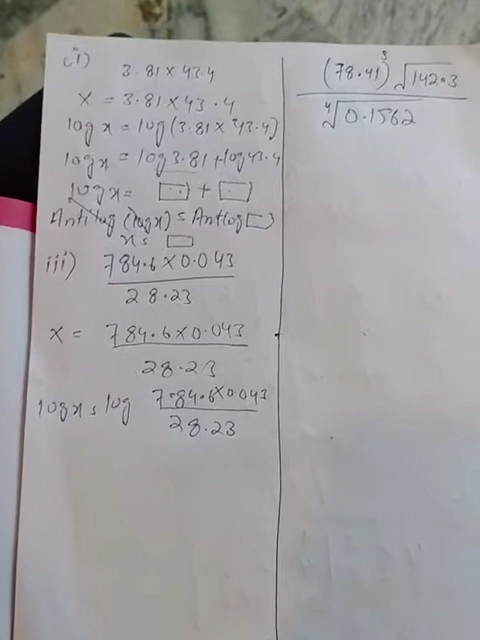 ii)
3.81 × 43.4
x = 3.81 × 43.4
log x = log (3.81 × 43.4)
log x = log 3.81 + log 43.4
log x = □ + □
Antilog (log x) = Antlog □
x = □
iii) 784.6 × 0.043 / 28.23
x = 784.6 × 0.043 / 28.23
log x = log 784.6 × 0.043 / 28.23
(78.41)³ √142.3 / ⁴√0.1562